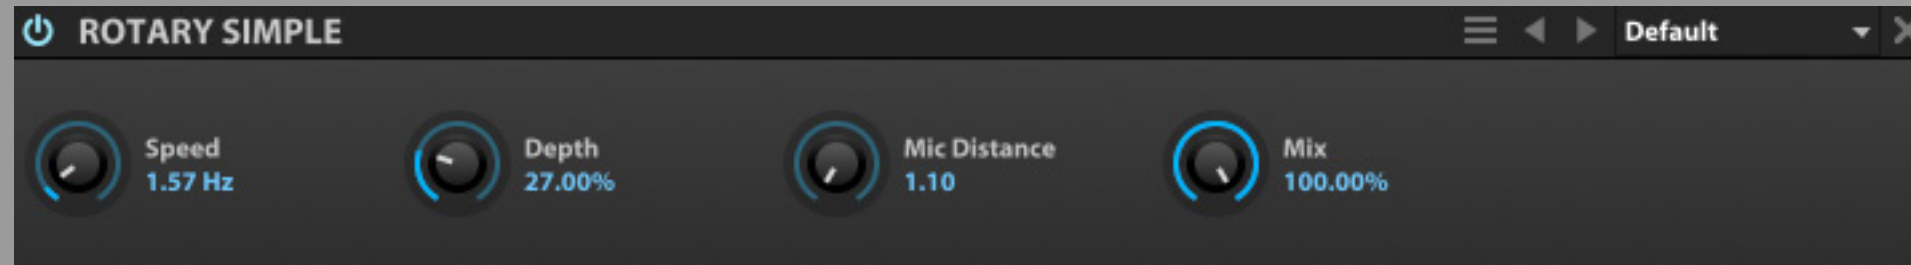 ROTARY SIMPLE
Default
Speed
1.57 Hz
Depth
27.00%
Mic Distance
1.10
Mix
100.00%